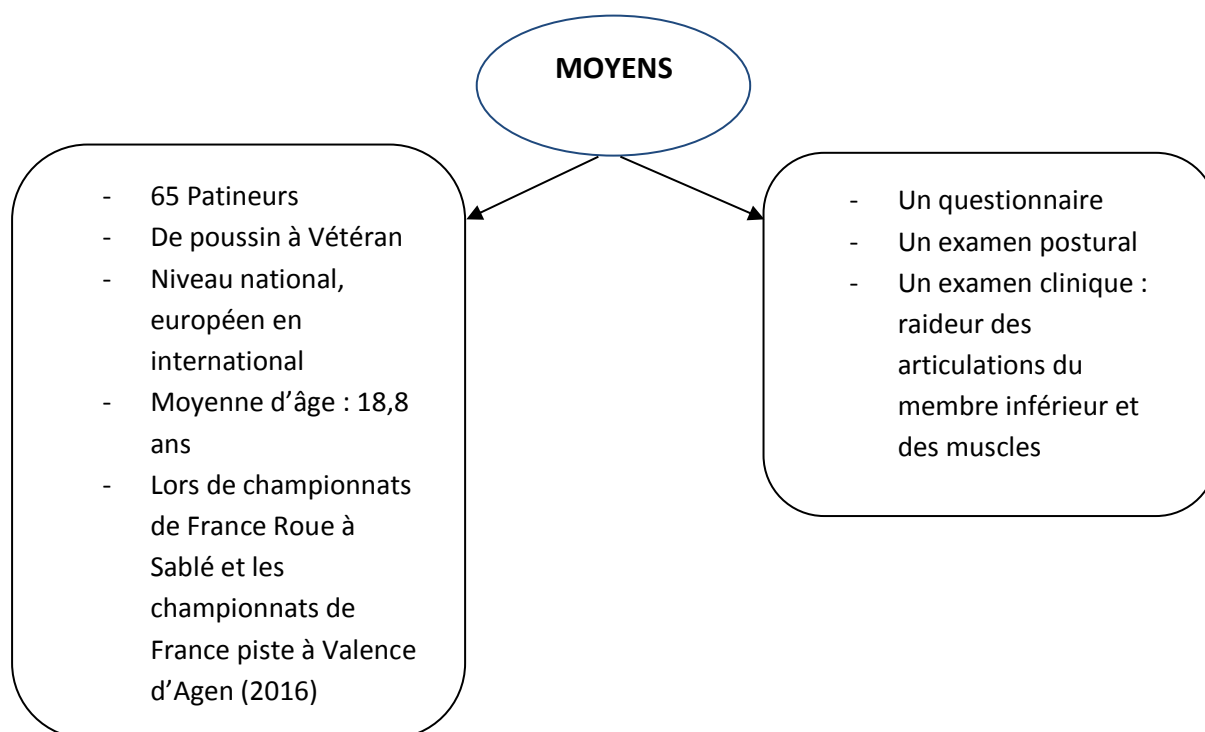 MOYENS
- 65 Patineurs
- De poussin à Vétéran
- Niveau national,
européen en
international
- Moyenne d’âge : 18,8
ans
- Lors de championnats
de France Roue à
Sablé et les
championnats de
France piste à Valence
d’Agen (2016)
- Un questionnaire
- Un examen postural
- Un examen clinique :
raideur des
articulations du
membre inférieur et
des muscles